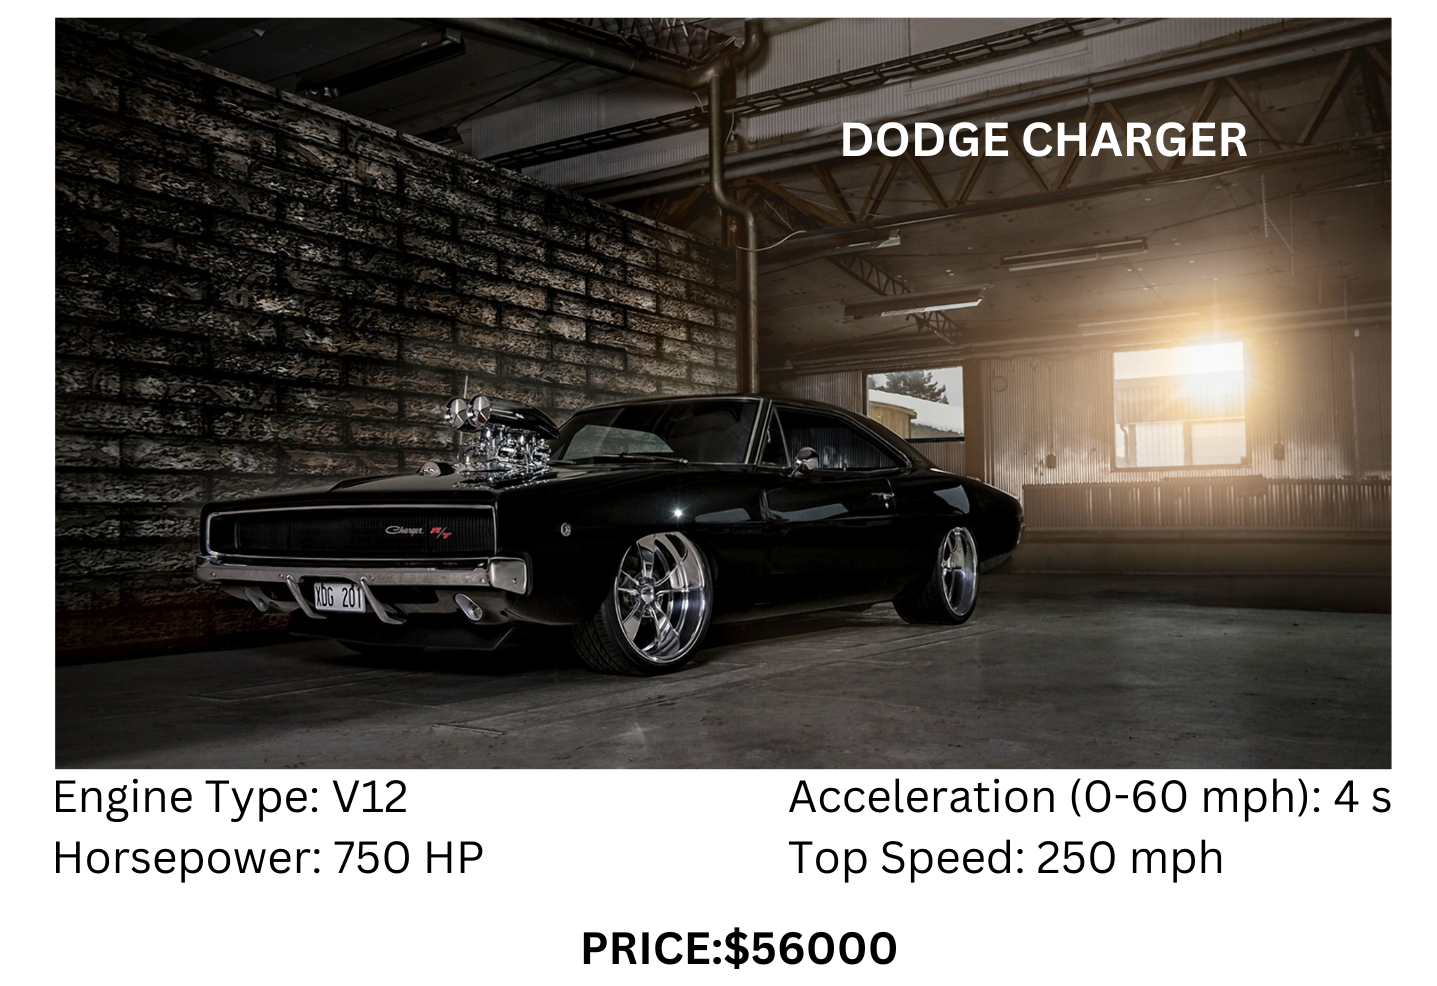 DODGE CHARGER
Charger R/T
XDG 201
Engine Type: V12
Horsepower: 750 HP
Acceleration (0-60 mph): 4 s
Top Speed: 250 mph
PRICE:$56000